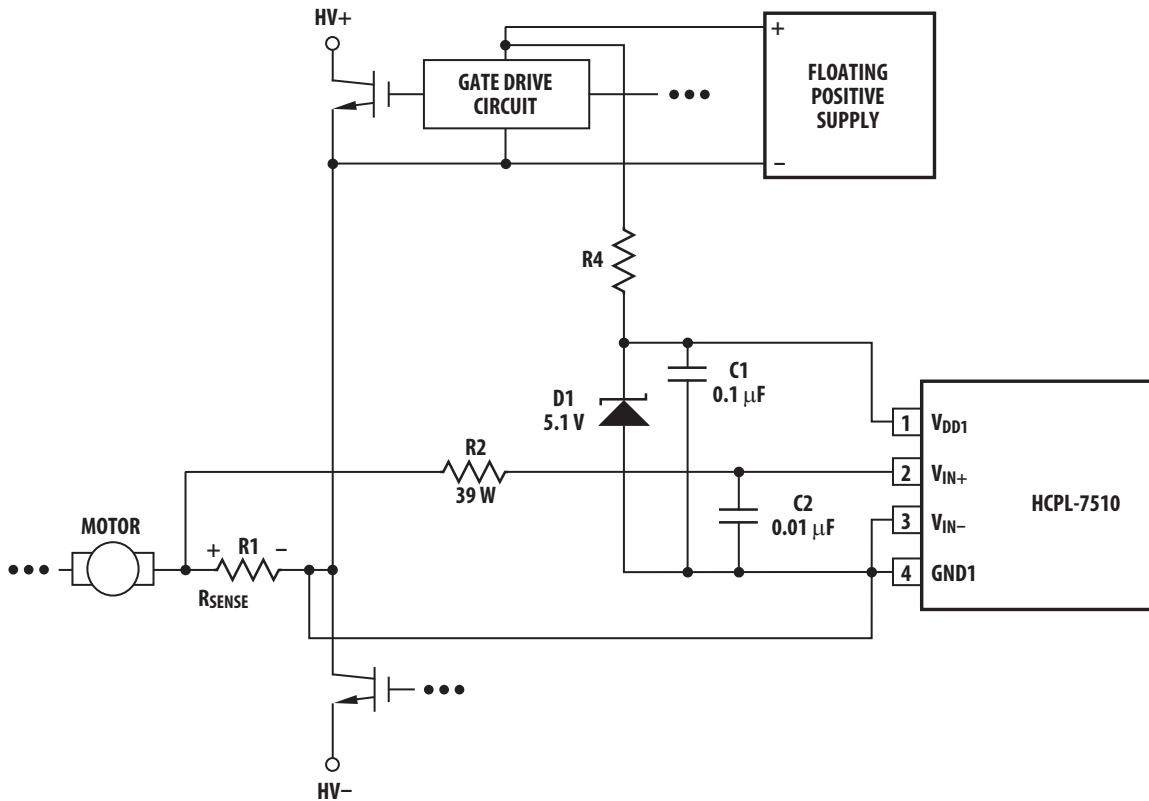 HV+
GATE DRIVE
CIRCUIT
+
FLOATING
POSITIVE
SUPPLY
−
R4
C1
0.1 μF
D1
5.1 V
1 VDD1
R2
39 W
2 VIN+
HCPL-7510
C2
0.01 μF
3 VIN−
MOTOR
+ R1 −
4 GND1
RSENSE
HV−